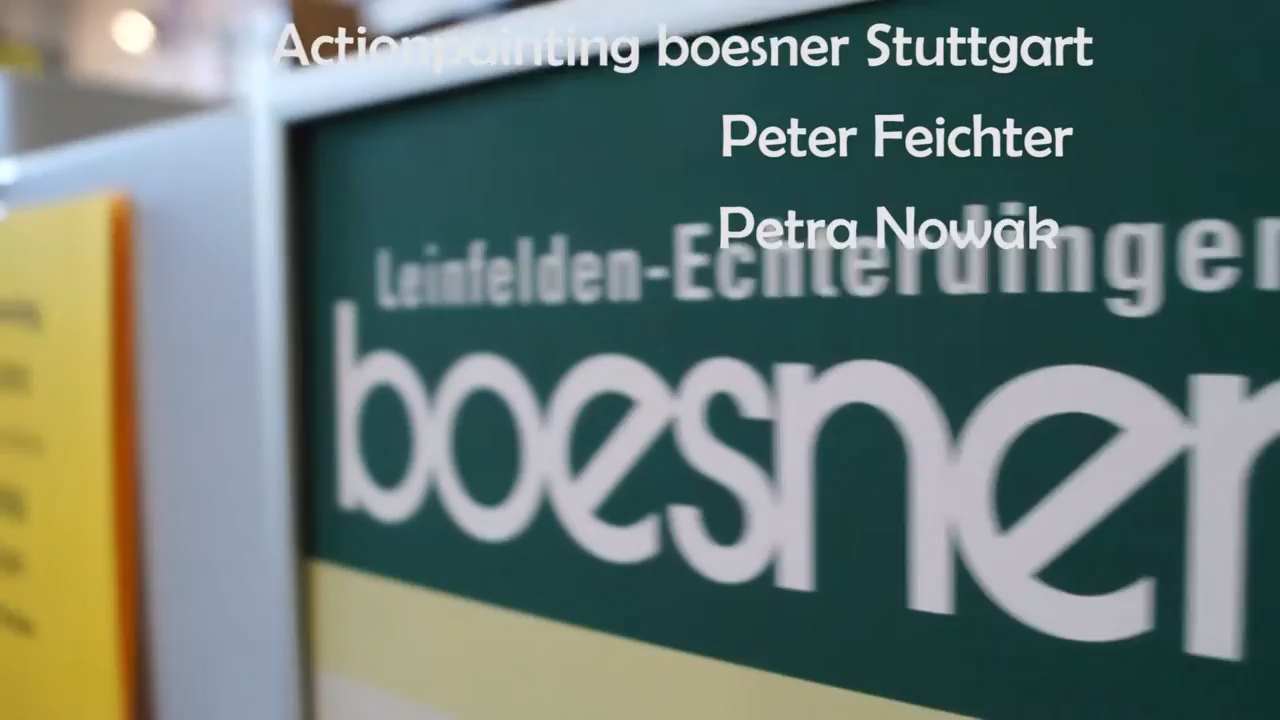 Actionpainting boesner Stuttgart
Peter Feichter
Petra Nowak
Leinfelden-Echterdingen
boesner